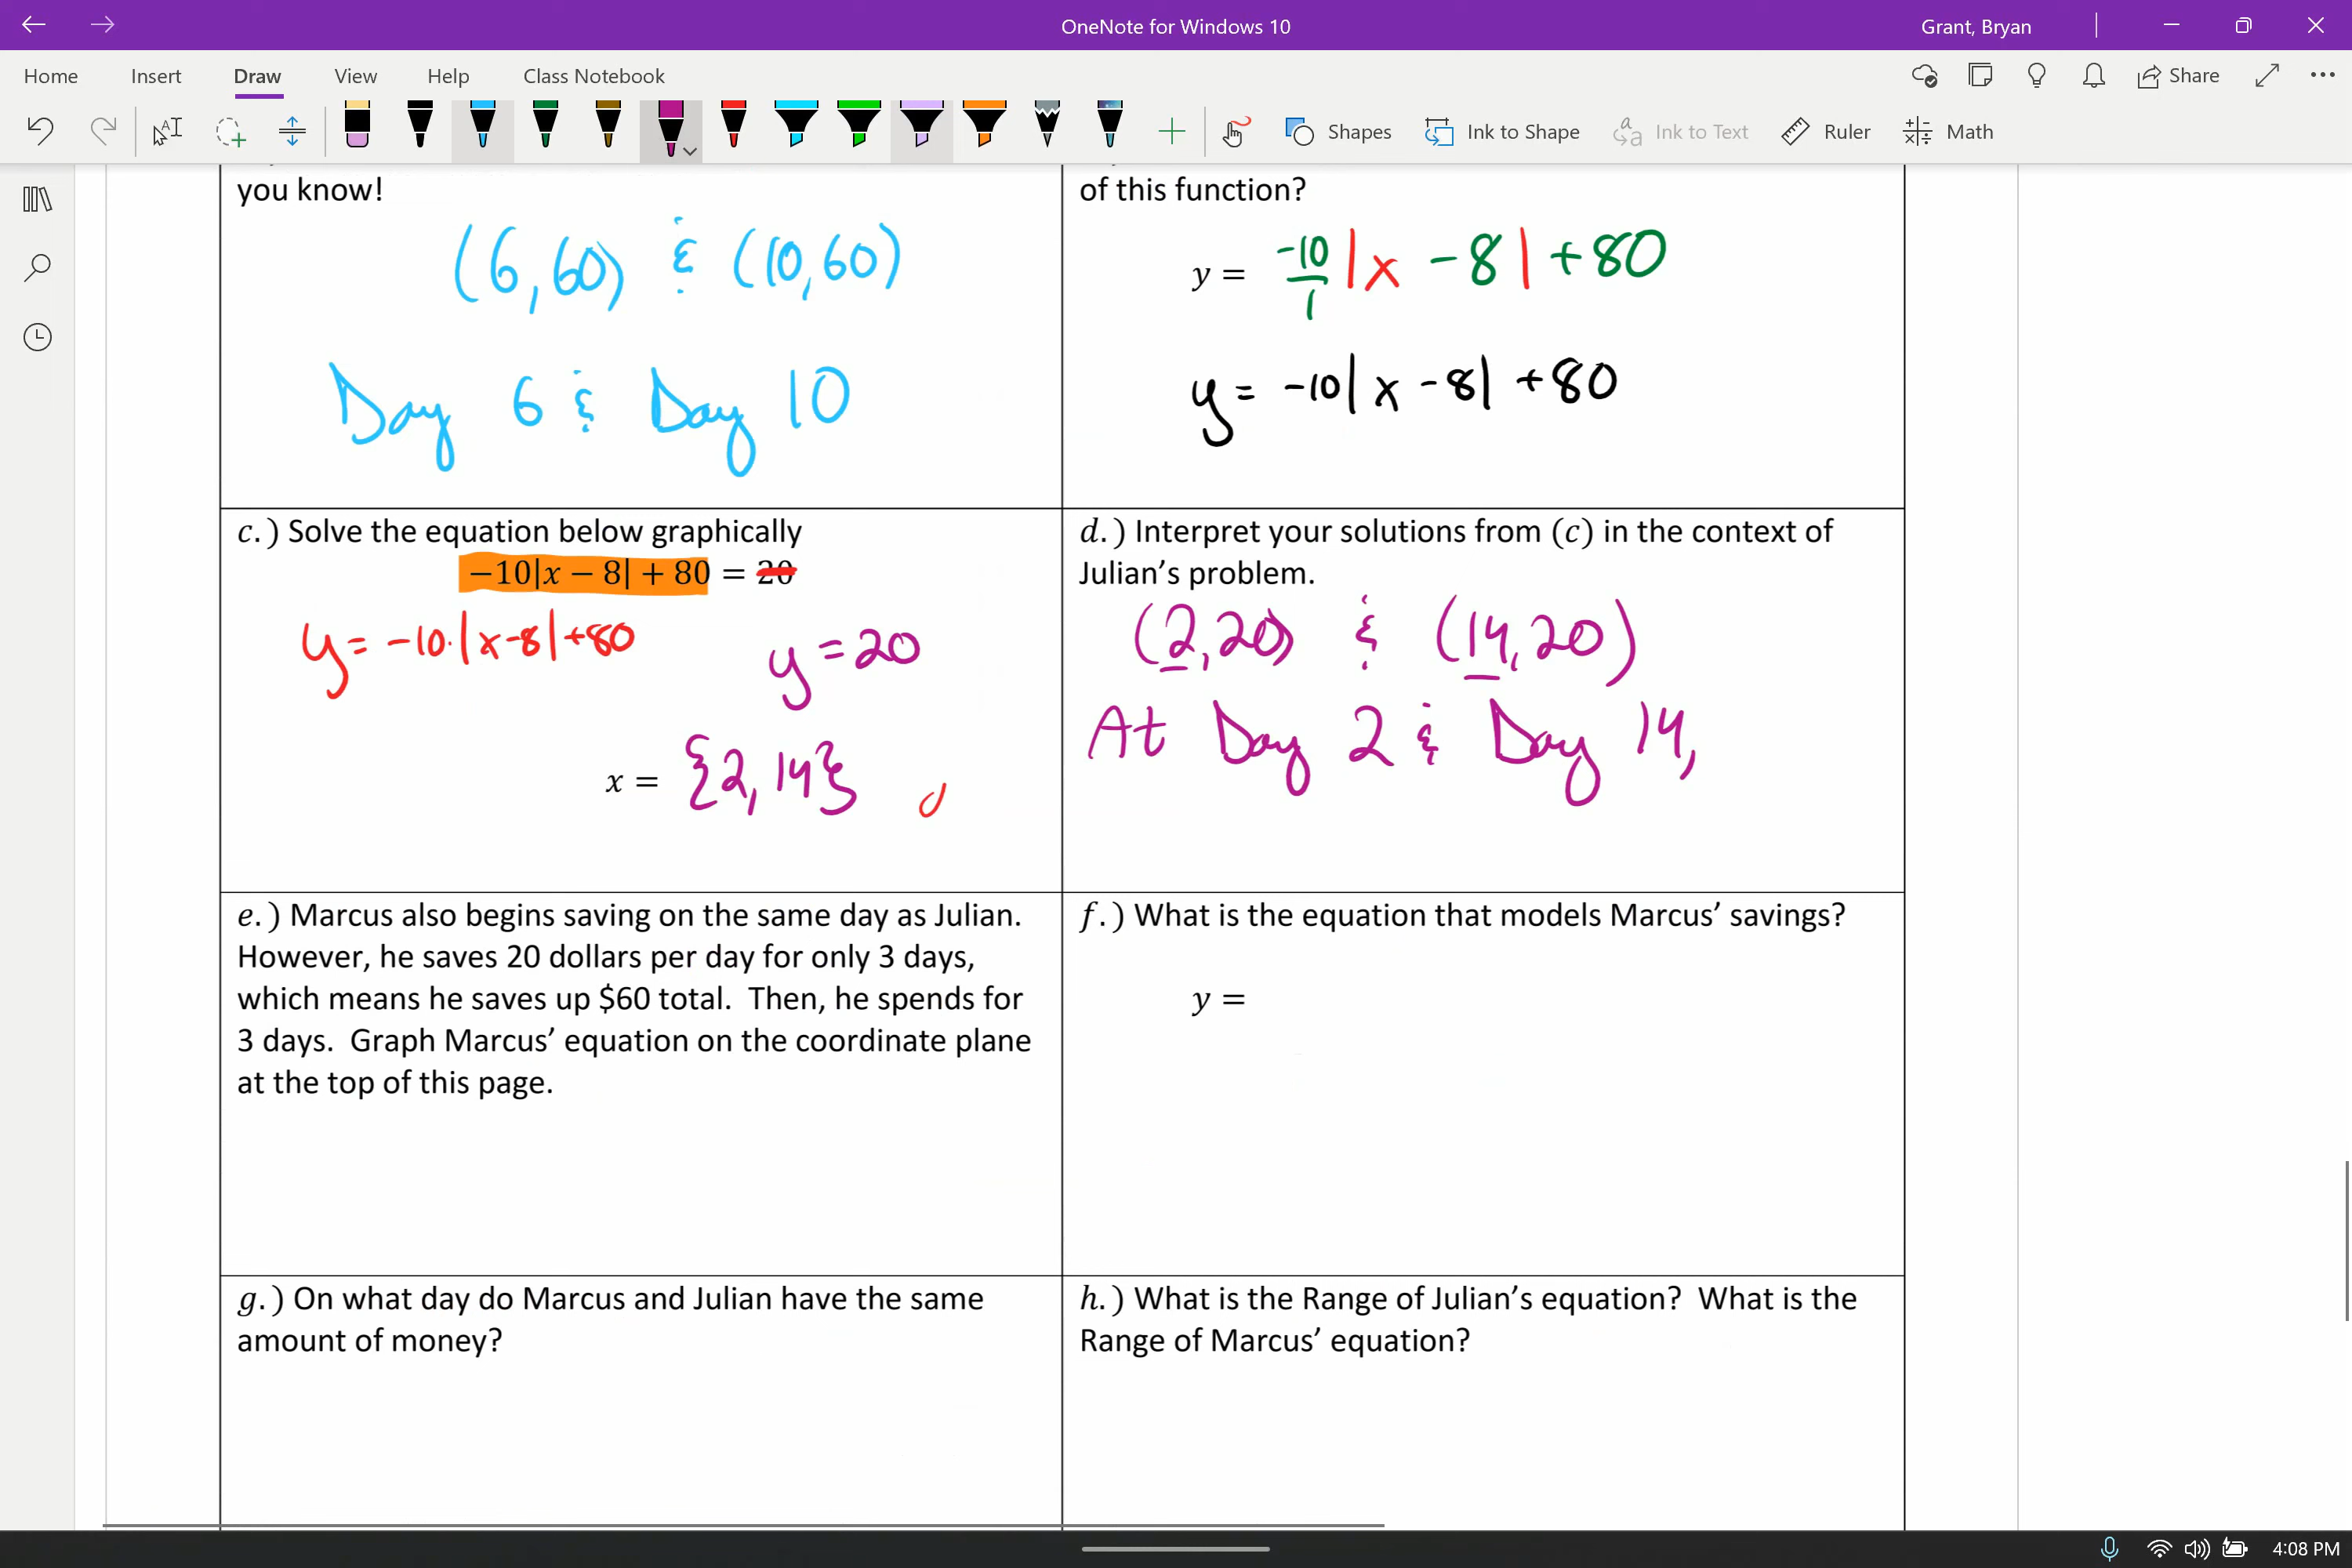 OneNote for Windows 10
Grant, Bryan
Home Insert Draw View Help Class Notebook Share
Shapes Ink to Shape Ink to Text Ruler Math
you know!
(6,60) & (10,60)
Day 6 & Day 10
of this function?
y = -10/1 |x - 8| + 80
y = -10|x - 8| + 80
c.) Solve the equation below graphically
−10|x − 8| + 80 = 20
y = -10·|x-8|+80 y = 20
x = {2, 14}
d.) Interpret your solutions from (c) in the context of
Julian’s problem.
(2,20) & (14,20)
At Day 2 & Day 14,
e.) Marcus also begins saving on the same day as Julian.
However, he saves 20 dollars per day for only 3 days,
which means he saves up $60 total. Then, he spends for
3 days. Graph Marcus’ equation on the coordinate plane
at the top of this page.
f.) What is the equation that models Marcus’ savings?
y =
g.) On what day do Marcus and Julian have the same
amount of money?
h.) What is the Range of Julian’s equation? What is the
Range of Marcus’ equation?
4:08 PM